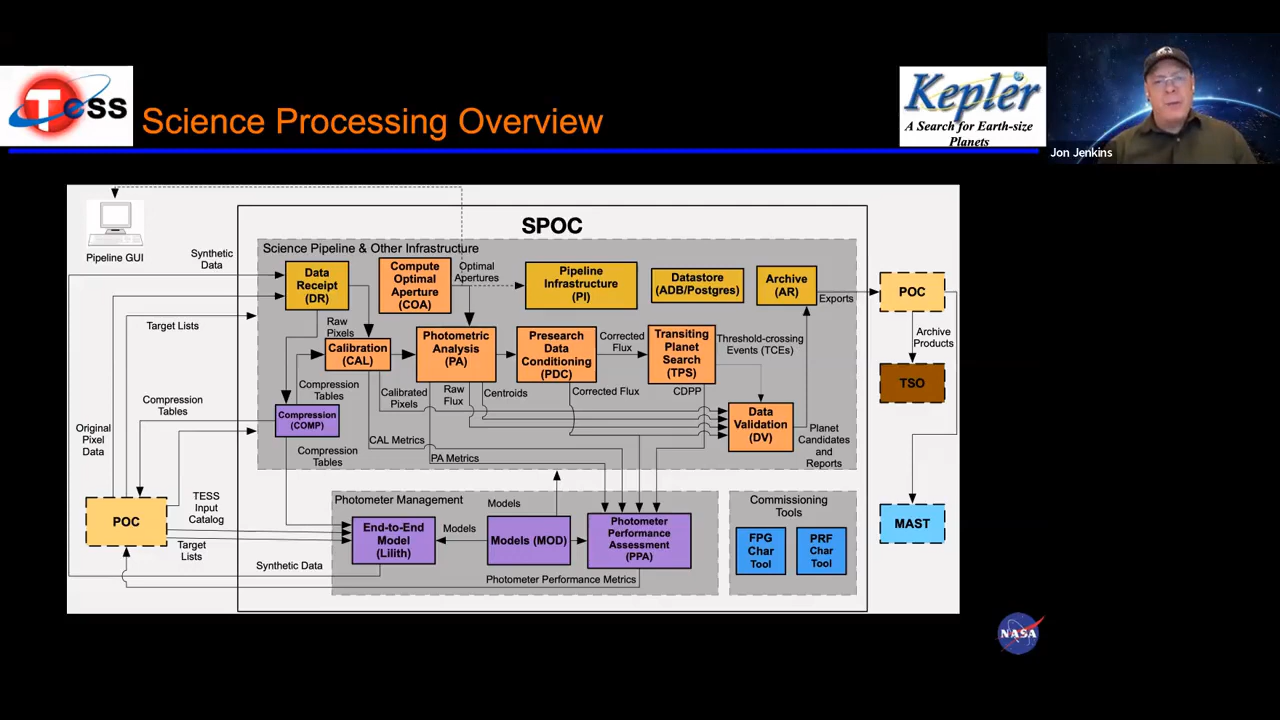 Tess
Science Processing Overview
Kepler
A Search for Earth-size
Planets
Jon Jenkins
SPOC
Pipeline GUI
Synthetic
Data
Science Pipeline & Other Infrastructure
Data
Receipt
(DR)
Compute
Optimal
Aperture
(COA)
Optimal
Apertures
Pipeline
Infrastructure
(PI)
Datastore
(ADB/Postgres)
Archive
(AR)
Exports
POC
Target Lists
Raw
Pixels
Calibration
(CAL)
Photometric
Analysis
(PA)
Presearch
Data
Conditioning
(PDC)
Corrected
Flux
Transiting
Planet
Search
(TPS)
Threshold-crossing
Events (TCEs)
Archive
Products
TSO
Compression
Tables
Compression
Tables
Calibrated
Pixels
Raw
Flux
Centroids
Corrected Flux
CDPP
Original
Pixel
Data
Compression
(COMP)
Data
Validation
(DV)
Planet
Candidates
and
Reports
CAL Metrics
PA Metrics
Compression
Tables
POC
TESS
Input
Catalog
Target
Lists
Photometer Management
Models
End-to-End
Model
(Lilith)
Models
Models (MOD)
Photometer
Performance
Assessment
(PPA)
Commissioning
Tools
FPG
Char
Tool
PRF
Char
Tool
MAST
Synthetic Data
Photometer Performance Metrics
NASA